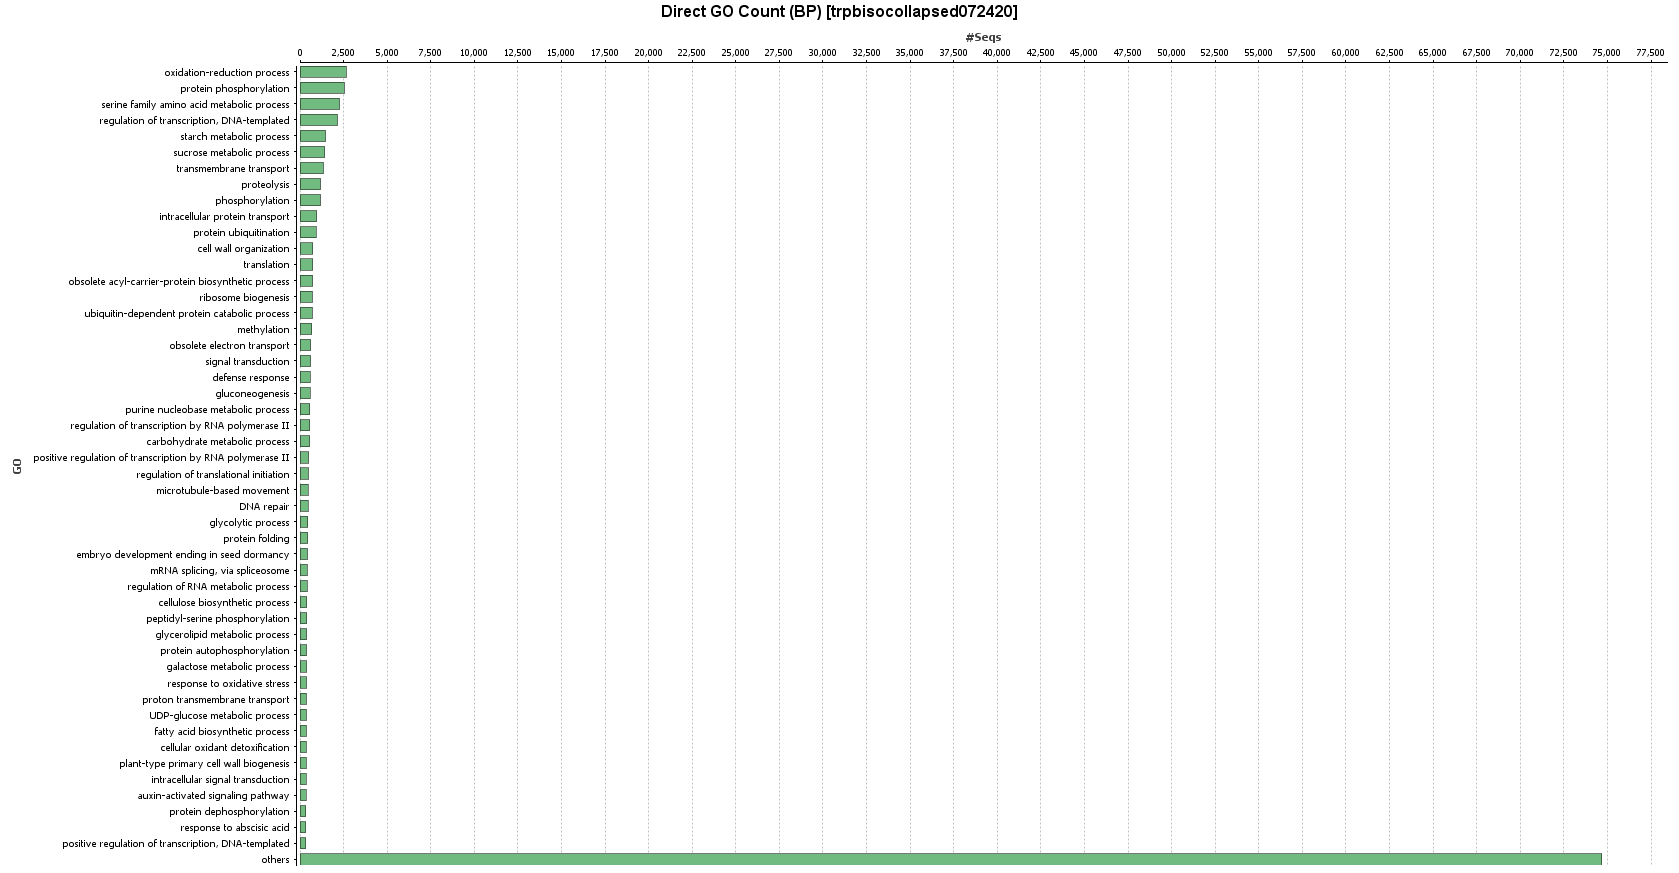 Direct GO Count (BP) [trpbisocollapsed072420]
#Seqs
0 2,500 5,000 7,500 10,000 12,500 15,000 17,500 20,000 22,500 25,000 27,500 30,000 32,500 35,000 37,500 40,000 42,500 45,000 47,500 50,000 52,500 55,000 57,500 60,000 62,500 65,000 67,500 70,000 72,500 75,000 77,500
oxidation-reduction process
protein phosphorylation
serine family amino acid metabolic process
regulation of transcription, DNA-templated
starch metabolic process
sucrose metabolic process
transmembrane transport
proteolysis
phosphorylation
intracellular protein transport
protein ubiquitination
cell wall organization
translation
obsolete acyl-carrier-protein biosynthetic process
ribosome biogenesis
ubiquitin-dependent protein catabolic process
methylation
obsolete electron transport
signal transduction
defense response
gluconeogenesis
purine nucleobase metabolic process
regulation of transcription by RNA polymerase II
carbohydrate metabolic process
positive regulation of transcription by RNA polymerase II
GO
regulation of translational initiation
microtubule-based movement
DNA repair
glycolytic process
protein folding
embryo development ending in seed dormancy
mRNA splicing, via spliceosome
regulation of RNA metabolic process
cellulose biosynthetic process
peptidyl-serine phosphorylation
glycerolipid metabolic process
protein autophosphorylation
galactose metabolic process
response to oxidative stress
proton transmembrane transport
UDP-glucose metabolic process
fatty acid biosynthetic process
cellular oxidant detoxification
plant-type primary cell wall biogenesis
intracellular signal transduction
auxin-activated signaling pathway
protein dephosphorylation
response to abscisic acid
positive regulation of transcription, DNA-templated
others